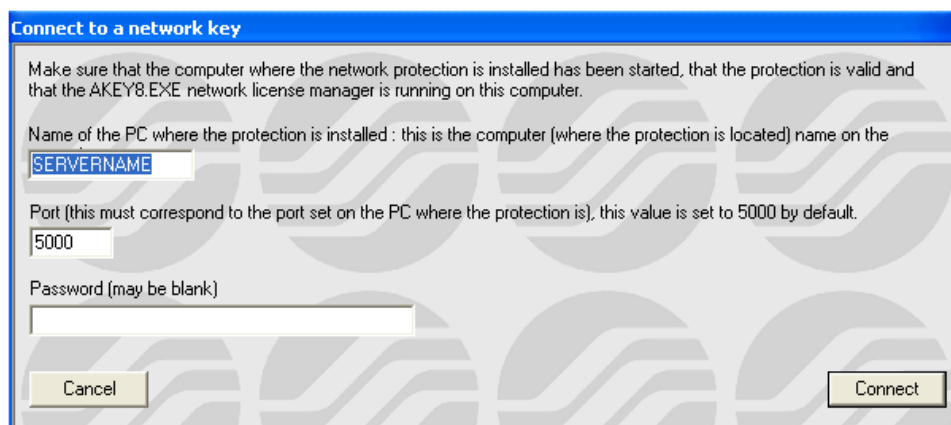 Connect to a network key
Make sure that the computer where the network protection is installed has been started, that the protection is valid and
that the AKEY8.EXE network license manager is running on this computer.
Name of the PC where the protection is installed : this is the computer (where the protection is located) name on the
SERVERNAME
Port (this must correspond to the port set on the PC where the protection is), this value is set to 5000 by default.
5000
Password (may be blank)
Cancel
Connect